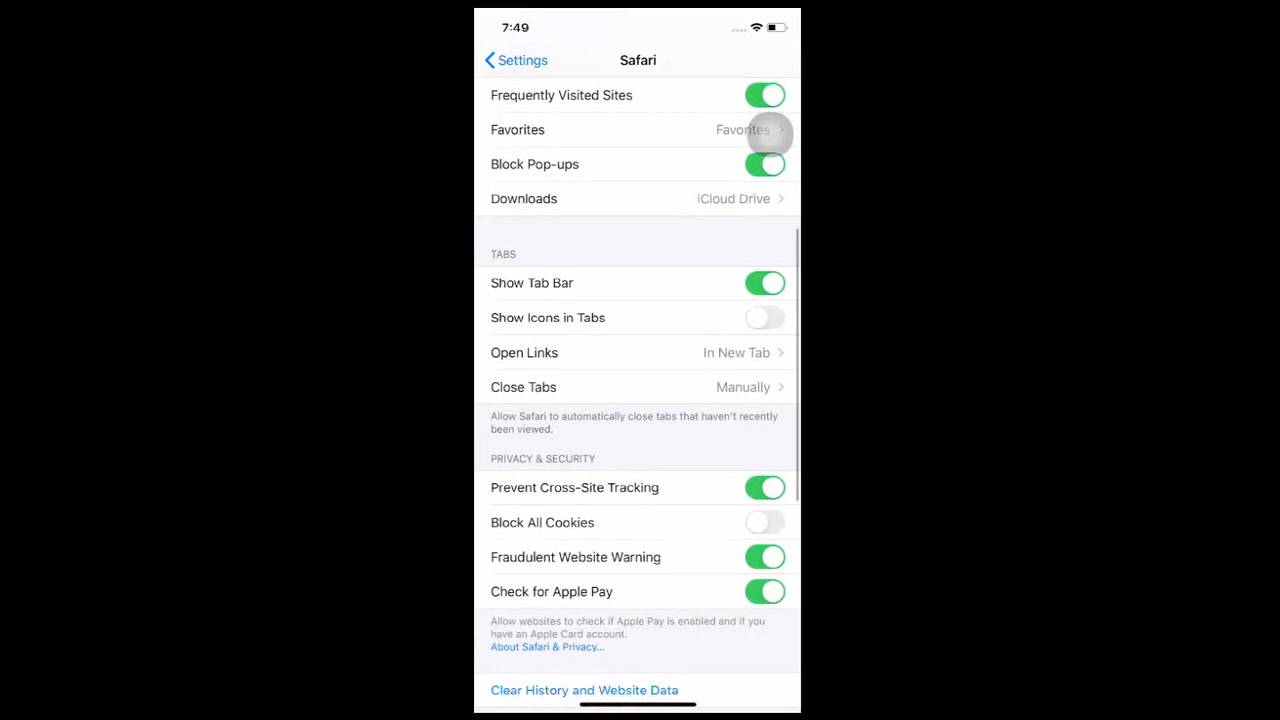 7:49
Settings
Safari
Frequently Visited Sites
Favorites Favorites
Block Pop-ups
Downloads iCloud Drive
TABS
Show Tab Bar
Show Icons in Tabs
Open Links In New Tab
Close Tabs Manually
Allow Safari to automatically close tabs that haven't recently
been viewed.
PRIVACY & SECURITY
Prevent Cross-Site Tracking
Block All Cookies
Fraudulent Website Warning
Check for Apple Pay
Allow websites to check if Apple Pay is enabled and if you
have an Apple Card account.
About Safari & Privacy...
Clear History and Website Data